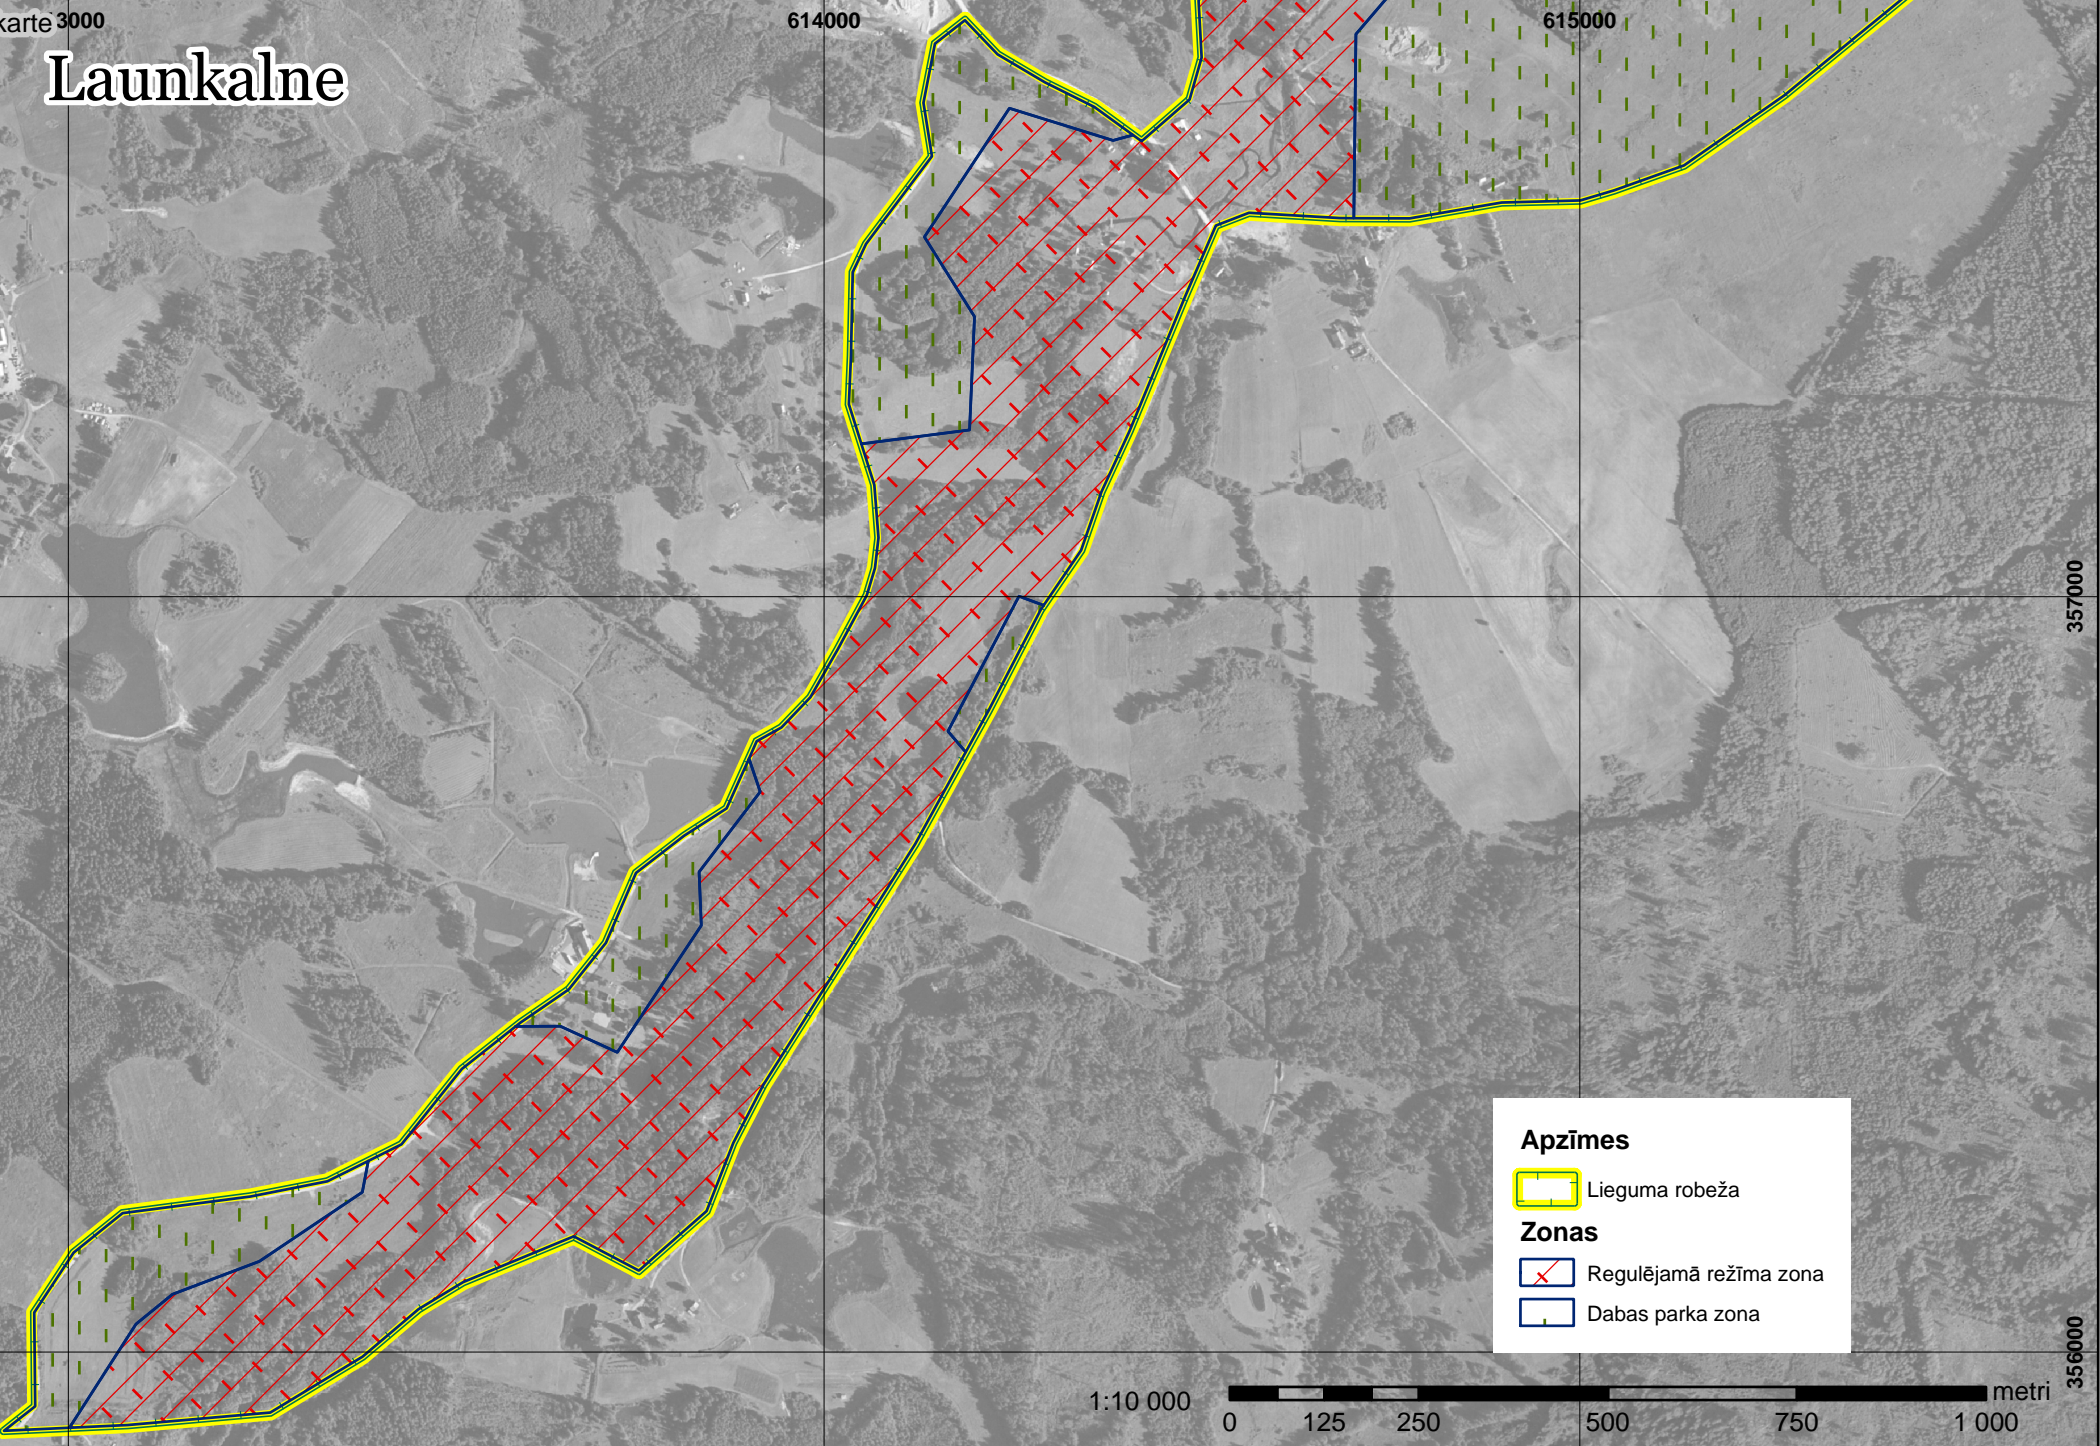 karte 3000 614000 615000
Launkalne
357000
Apzīmes
Lieguma robeža
Zonas
Regulējamā režīma zona
Dabas parka zona
356000
1:10 000 metri
0 125 250 500 750 1 000